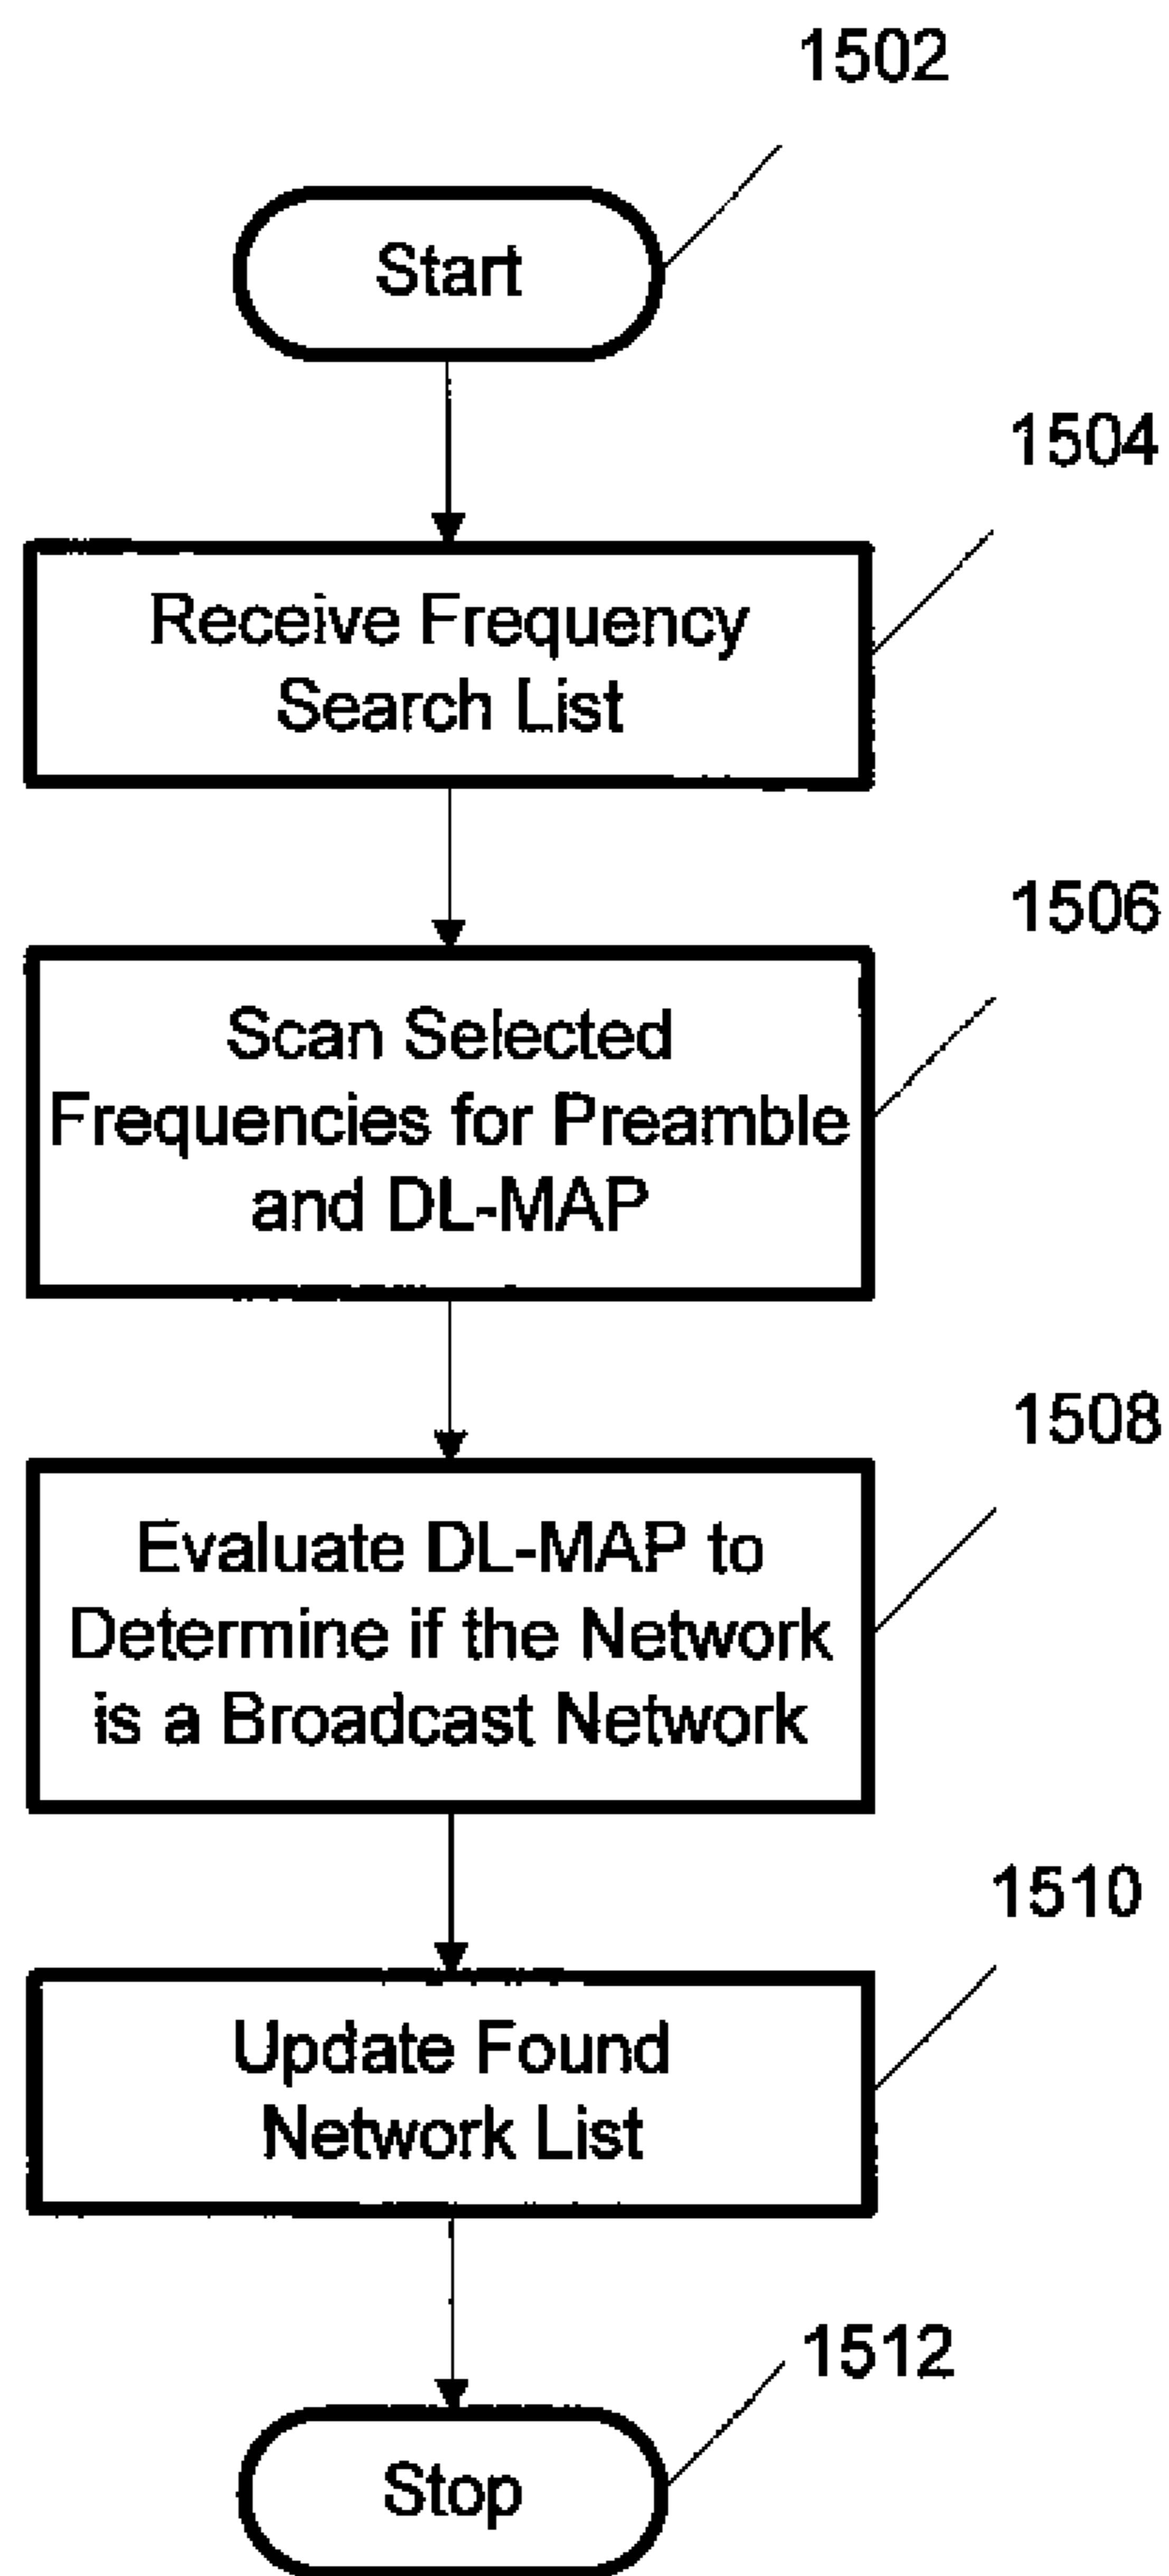 1502
Start
1504
Receive Frequency
Search List
1506
Scan Selected
Frequencies for Preamble
and DL-MAP
1508
Evaluate DL-MAP to
Determine if the Network
is a Broadcast Network
1510
Update Found
Network List
1512
Stop